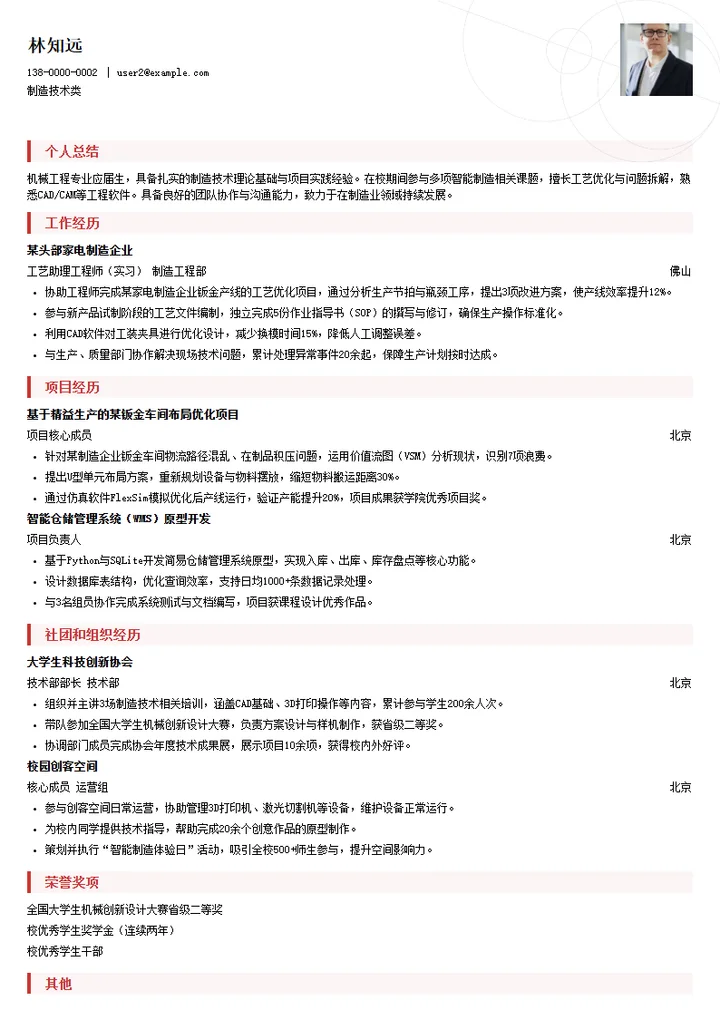 林知远
138-0000-0002 | user2@example.com
制造技术类
个人总结
机械工程专业应届生，具备扎实的制造技术理论基础与项目实践经验。在校期间参与多项智能制造相关课题，擅长工艺优化与问题拆解，熟
悉CAD/CAM等工程软件。具备良好的团队协作与沟通能力，致力于在制造业领域持续发展。
工作经历
某头部家电制造企业
工艺助理工程师（实习） 制造工程部 佛山
• 协助工程师完成某家电制造企业钣金产线的工艺优化项目，通过分析生产节拍与瓶颈工序，提出3项改进方案，使产线效率提升12%。
• 参与新产品试制阶段的工艺文件编制，独立完成5份作业指导书（SOP）的撰写与修订，确保生产操作标准化。
• 利用CAD软件对工装夹具进行优化设计，减少换模时间15%，降低人工调整误差。
• 与生产、质量部门协作解决现场技术问题，累计处理异常事件20余起，保障生产计划按时达成。
项目经历
基于精益生产的某钣金车间布局优化项目
项目核心成员 北京
• 针对某制造企业钣金车间物流路径混乱、在制品积压问题，运用价值流图（VSM）分析现状，识别7项浪费。
• 提出U型单元布局方案，重新规划设备与物料摆放，缩短物料搬运距离30%。
• 通过仿真软件FlexSim模拟优化后产线运行，验证产能提升20%，项目成果获学院优秀项目奖。
智能仓储管理系统（WMS）原型开发
项目负责人 北京
• 基于Python与SQLite开发简易仓储管理系统原型，实现入库、出库、库存盘点等核心功能。
• 设计数据库表结构，优化查询效率，支持日均1000+条数据记录处理。
• 与3名组员协作完成系统测试与文档编写，项目获课程设计优秀作品。
社团和组织经历
大学生科技创新协会
技术部部长 技术部 北京
• 组织并主讲3场制造技术相关培训，涵盖CAD基础、3D打印操作等内容，累计参与学生200余人次。
• 带队参加全国大学生机械创新设计大赛，负责方案设计与样机制作，获省级二等奖。
• 协调部门成员完成协会年度技术成果展，展示项目10余项，获得校内外好评。
校园创客空间
核心成员 运营组 北京
• 参与创客空间日常运营，协助管理3D打印机、激光切割机等设备，维护设备正常运行。
• 为校内同学提供技术指导，帮助完成20余个创意作品的原型制作。
• 策划并执行“智能制造体验日”活动，吸引全校500+师生参与，提升空间影响力。
荣誉奖项
全国大学生机械创新设计大赛省级二等奖
校优秀学生奖学金（连续两年）
校优秀学生干部
其他